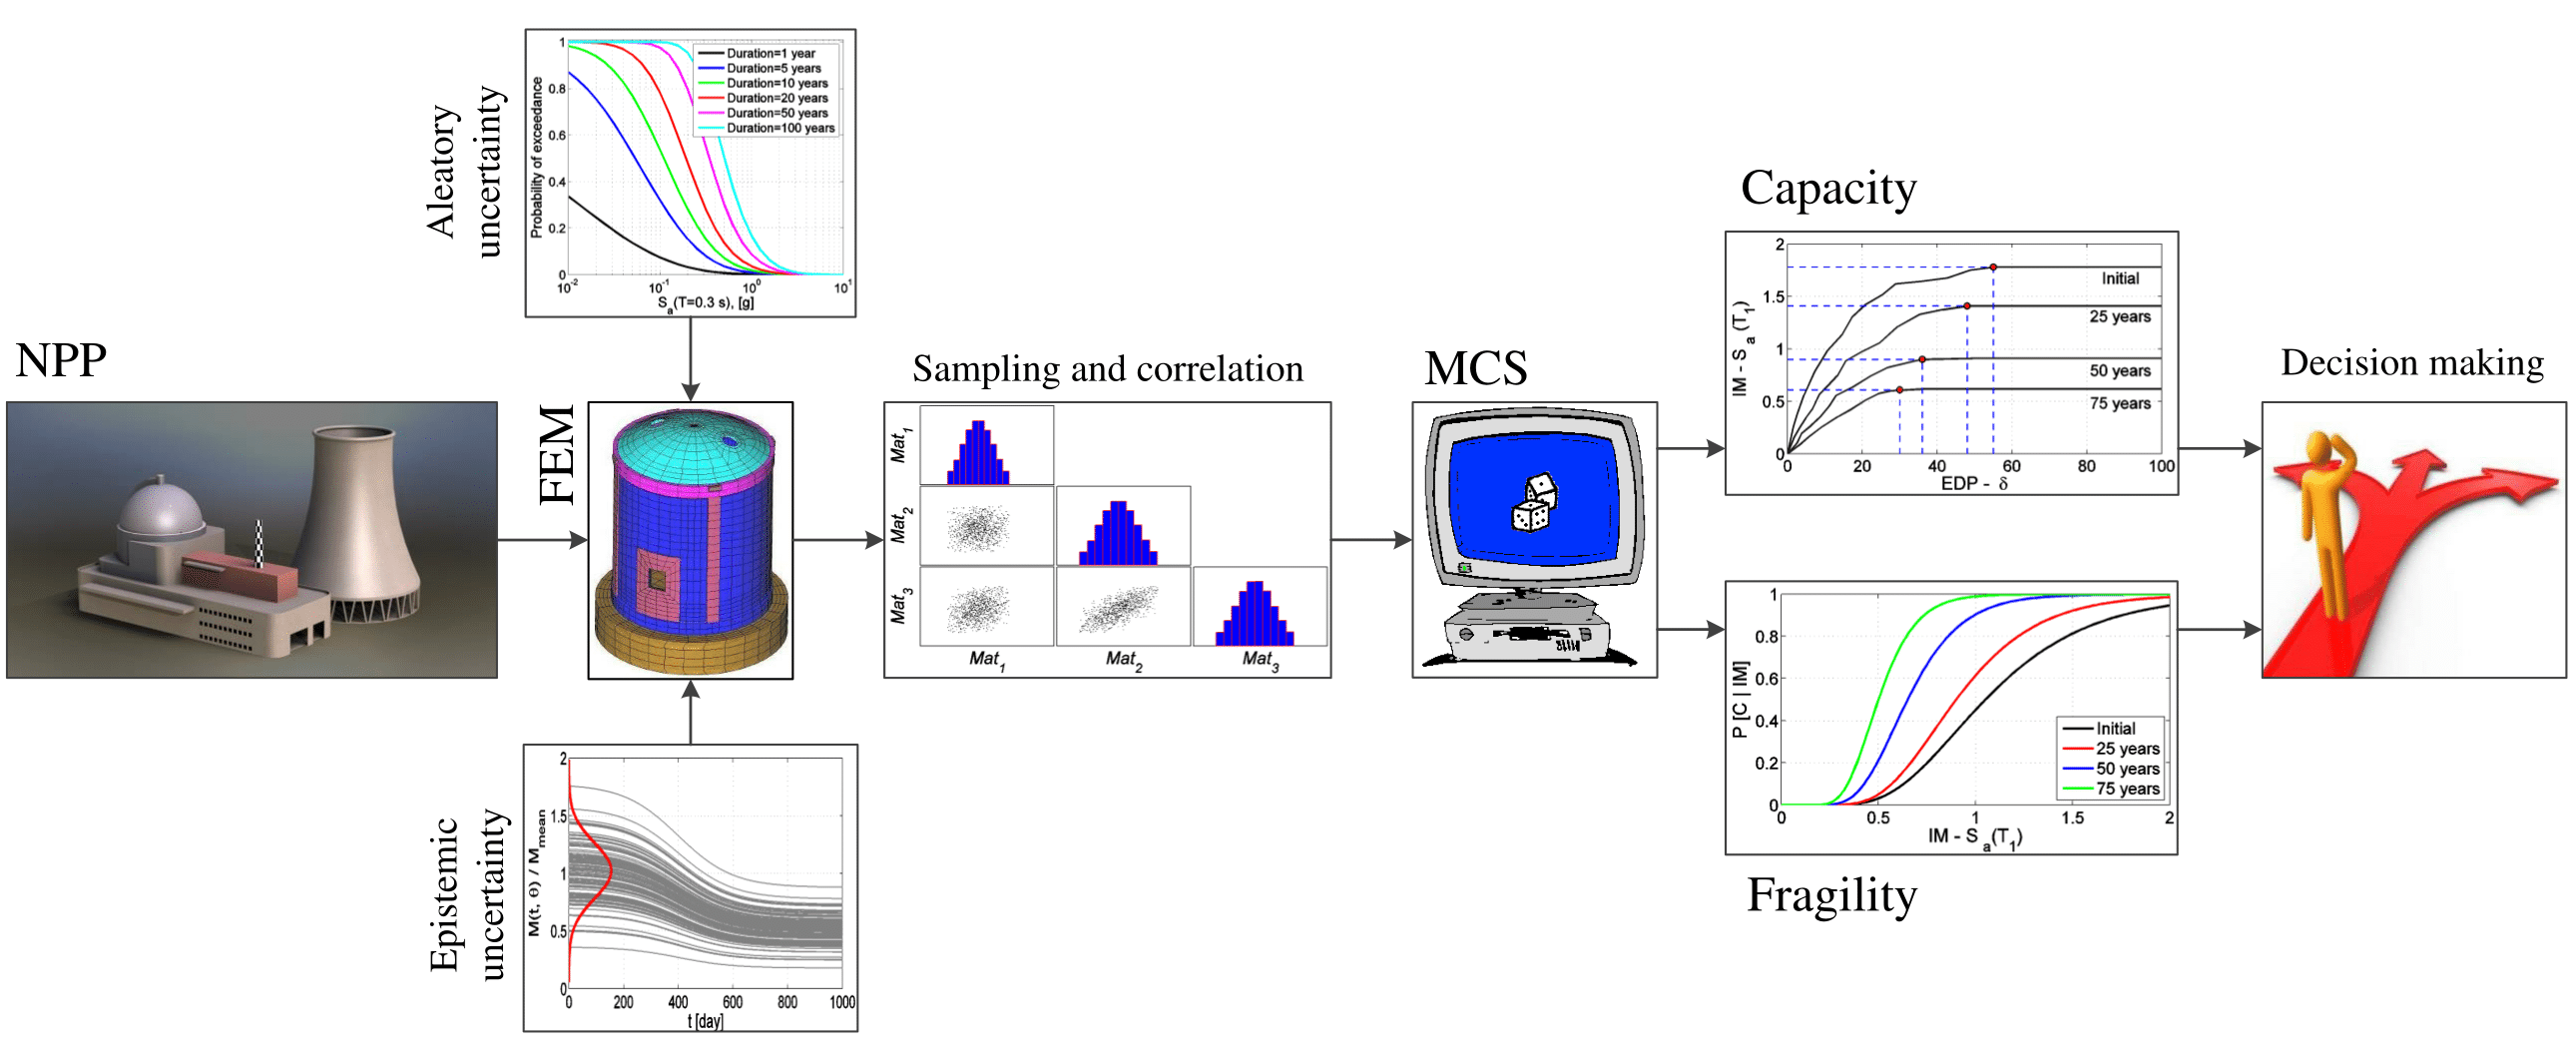 NPP
Aleatory
uncertainty
Probability of exceedance
1
0.8
0.6
0.4
0.2
0
Duration=1 year
Duration=5 years
Duration=10 years
Duration=20 years
Duration=50 years
Duration=100 years
10^-2 10^-1 10^0 10^1
S_a(T=0.3 s), [g]
FEM
Epistemic
uncertainty
M(t, θ) / M_mean
2
1.5
1
0.5
0
0 200 400 600 800 1000
t [day]
Sampling and correlation
Mat_1
Mat_2
Mat_3
Mat_1 Mat_2 Mat_3
MCS
Capacity
IM - S_a(T_1)
2
1.5
1
0.5
0
Initial
25 years
50 years
75 years
0 20 40 60 80 100
EDP - δ
P [C | IM]
1
0.8
0.6
0.4
0.2
0
Initial
25 years
50 years
75 years
0 0.5 1 1.5 2
IM - S_a(T_1)
Fragility
Decision making